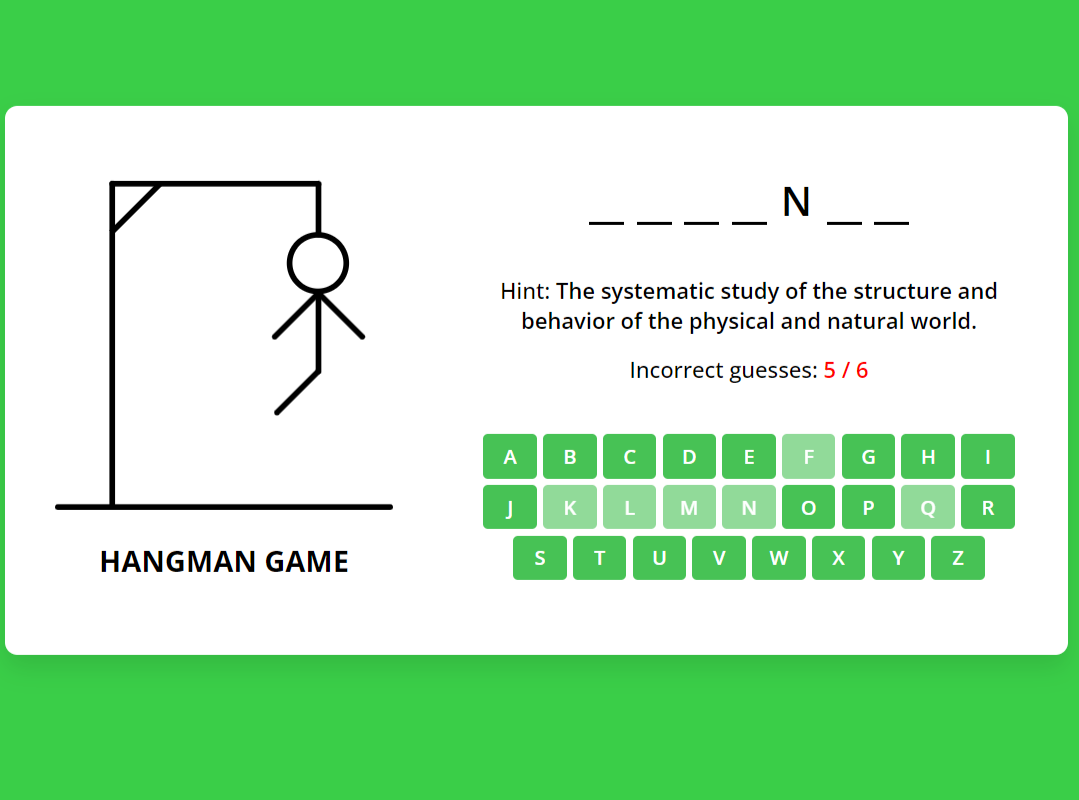 _ _ _ _ N _ _
Hint: The systematic study of the structure and
behavior of the physical and natural world.
Incorrect guesses: 5 / 6
A B C D E F G H I
J K L M N O P Q R
S T U V W X Y Z
HANGMAN GAME